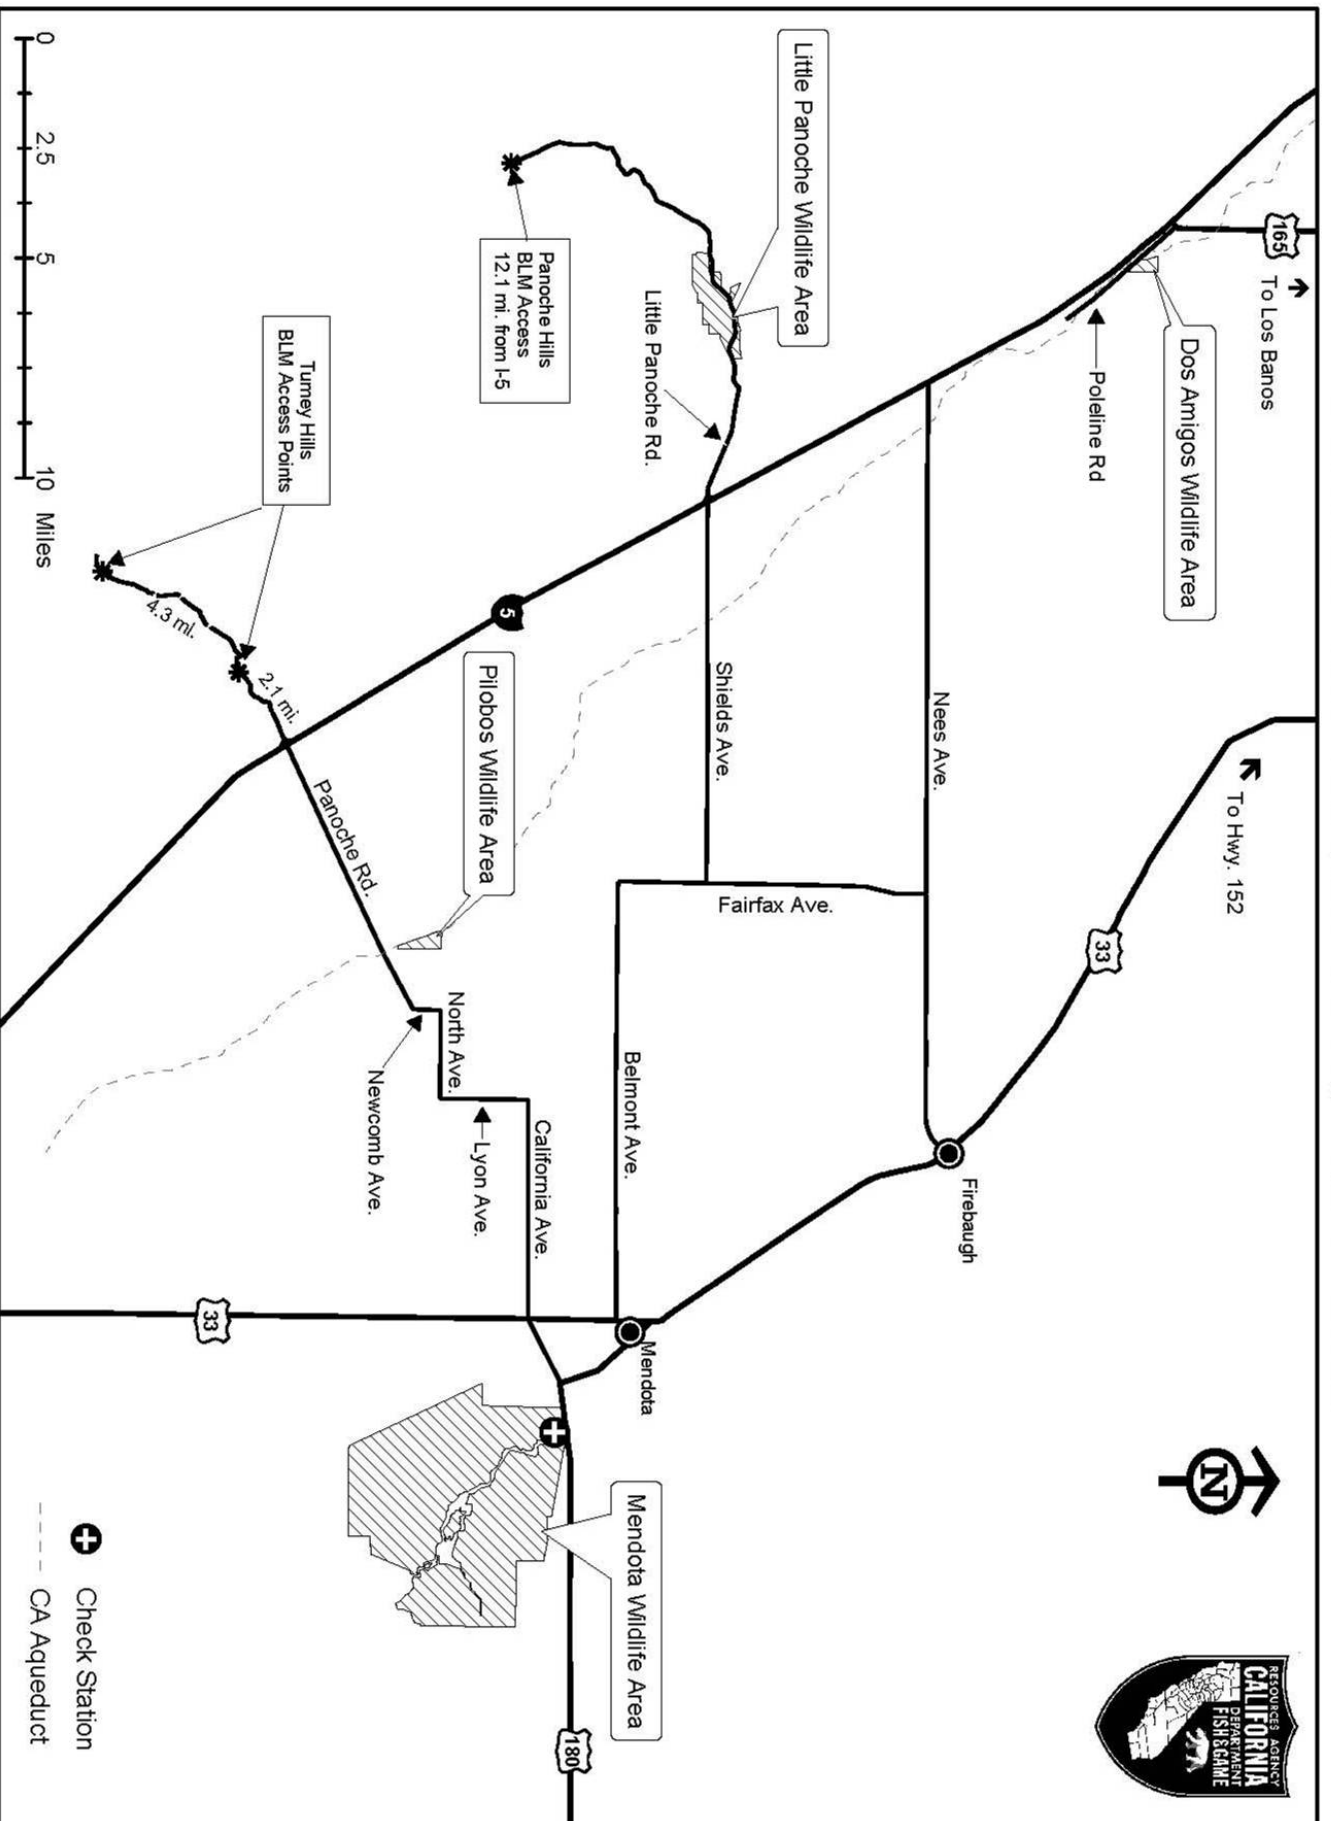 165
To Los Banos
Dos Amigos Wildlife Area
Poleline Rd
To Hwy. 152
33
Little Panoche Wildlife Area
Little Panoche Rd.
Panoche Hills
BLM Access
12.1 mi. from I-5
Nees Ave.
Shields Ave.
Fairfax Ave.
Firebaugh
5
Tumey Hills
BLM Access Points
4.3 mi.
2.1 mi.
Panoche Rd.
Pilobos Wildlife Area
Belmont Ave.
North Ave.
Newcomb Ave.
Lyon Ave.
California Ave.
Mendota
33
Mendota Wildlife Area
180
N
RESOURCES AGENCY
CALIFORNIA
DEPARTMENT
FISH & GAME
0
2.5
5
10 Miles
Check Station
CA Aqueduct